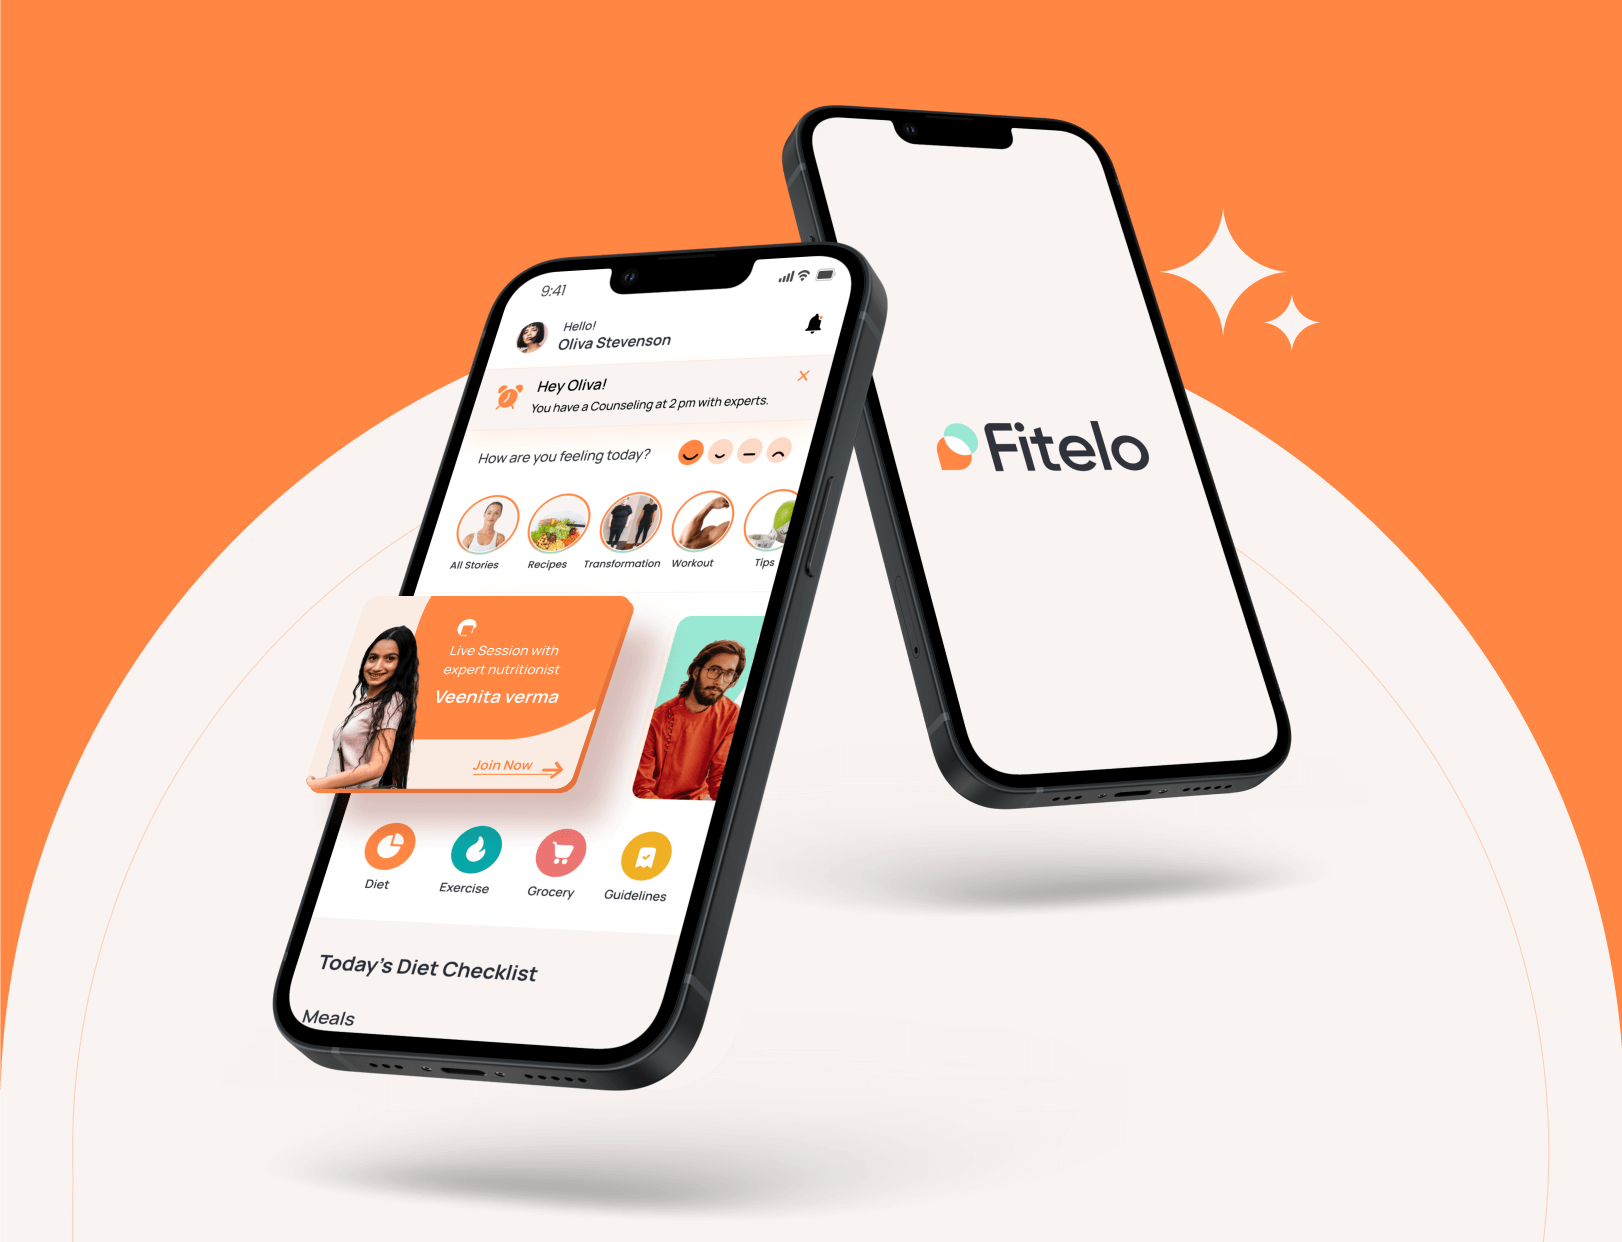 9:41
Hello!
Oliva Stevenson
Hey Oliva!
You have a Counseling at 2 pm with experts.
How are you feeling today?
All Stories
Recipes
Transformation
Workout
Tips
Live Session with
expert nutritionist
Veenita verma
Join Now
Diet
Exercise
Grocery
Guidelines
Today's Diet Checklist
Meals
Fitelo